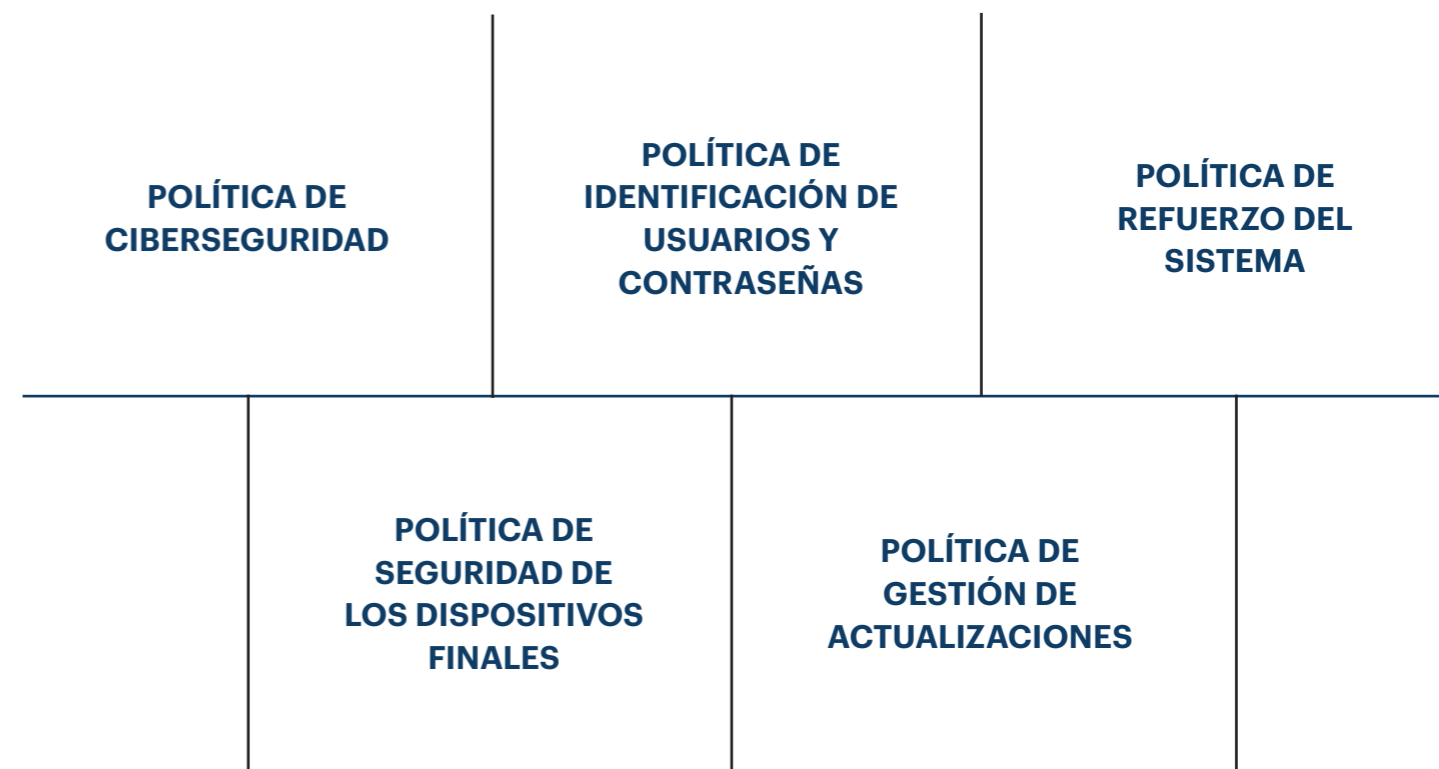 POLÍTICA DE
CIBERSEGURIDAD
POLÍTICA DE
IDENTIFICACIÓN DE
USUARIOS Y
CONTRASEÑAS
POLÍTICA DE
REFUERZO DEL
SISTEMA
POLÍTICA DE
SEGURIDAD DE
LOS DISPOSITIVOS
FINALES
POLÍTICA DE
GESTIÓN DE
ACTUALIZACIONES